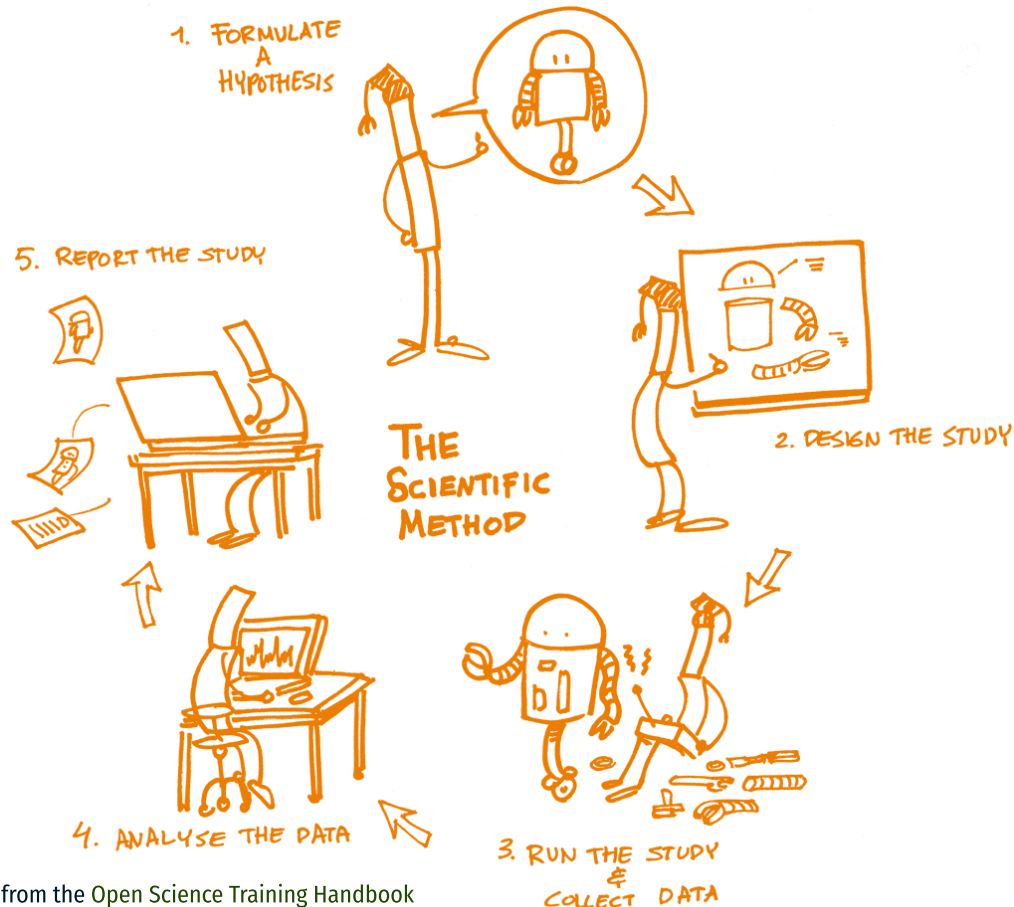 1. FORMULATE
A
HYPOTHESIS
5. REPORT THE STUDY
2. DESIGN THE STUDY
THE
SCIENTIFIC
METHOD
4. ANALYSE THE DATA
3. RUN THE STUDY
&
COLLECT DATA
from the Open Science Training Handbook